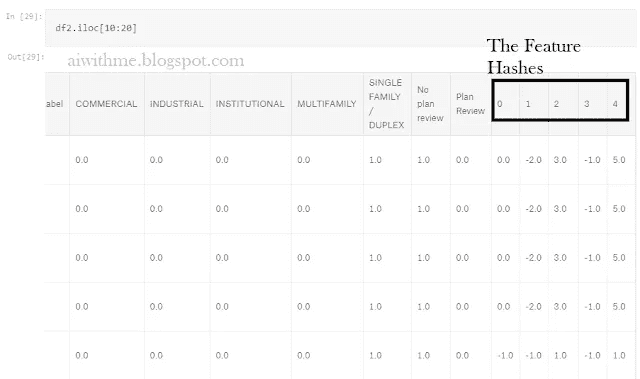 In [29]:
df2.iloc[10:20]
Out[29]:
aiwithme.blogspot.com
The Feature
Hashes
label COMMERCIAL INDUSTRIAL INSTITUTIONAL MULTIFAMILY SINGLE FAMILY / DUPLEX No plan review Plan Review 0 1 2 3 4
0.0 0.0 0.0 0.0 1.0 1.0 0.0 0.0 -2.0 3.0 -1.0 5.0
0.0 0.0 0.0 0.0 1.0 1.0 0.0 0.0 -2.0 3.0 -1.0 5.0
0.0 0.0 0.0 0.0 1.0 1.0 0.0 0.0 -2.0 3.0 -1.0 5.0
0.0 0.0 0.0 0.0 1.0 1.0 0.0 0.0 -2.0 3.0 -1.0 5.0
0.0 0.0 0.0 0.0 1.0 1.0 0.0 -1.0 -1.0 1.0 -1.0 1.0